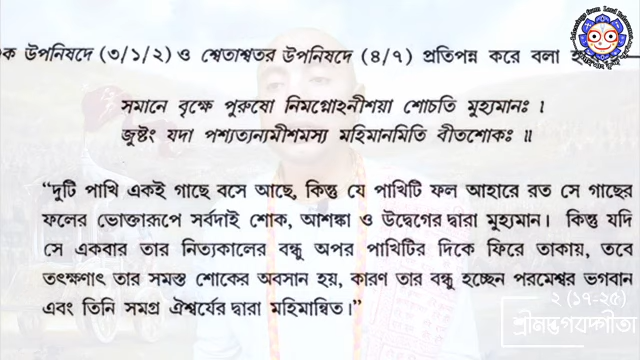 ক উপনিষদে (৩/১/২) ও শ্বেতাশ্বতর উপনিষদে (৪/৭) প্রতিপন্ন করে বলা
সমানে বৃক্ষে পুরুষো নিমগ্নোঽনীশয়া শোচতি মুহ্যমানঃ ৷
জুষ্টং যদা পশ্যত্যন্যমীশমস্য মহিমানমিতি বীতশোকঃ ॥
“দুটি পাখি একই গাছে বসে আছে, কিন্তু যে পাখিটি ফল আহারে রত সে গাছের
ফলের ভোক্তারূপে সর্বদাই শোক, আশঙ্কা ও উদ্বেগের দ্বারা মুহ্যমান। কিন্তু যদি
সে একবার তার নিত্যকালের বন্ধু অপর পাখিটির দিকে ফিরে তাকায়, তবে
তৎক্ষণাৎ তার সমস্ত শোকের অবসান হয়, কারণ তার বন্ধু হচ্ছেন পরমেশ্বর ভগবান
এবং তিনি সমগ্র ঐশ্বর্যের দ্বারা মহিমান্বিত।”
২ (১৭-২৫)
শ্রীমদ্ভগবদ্গীতা